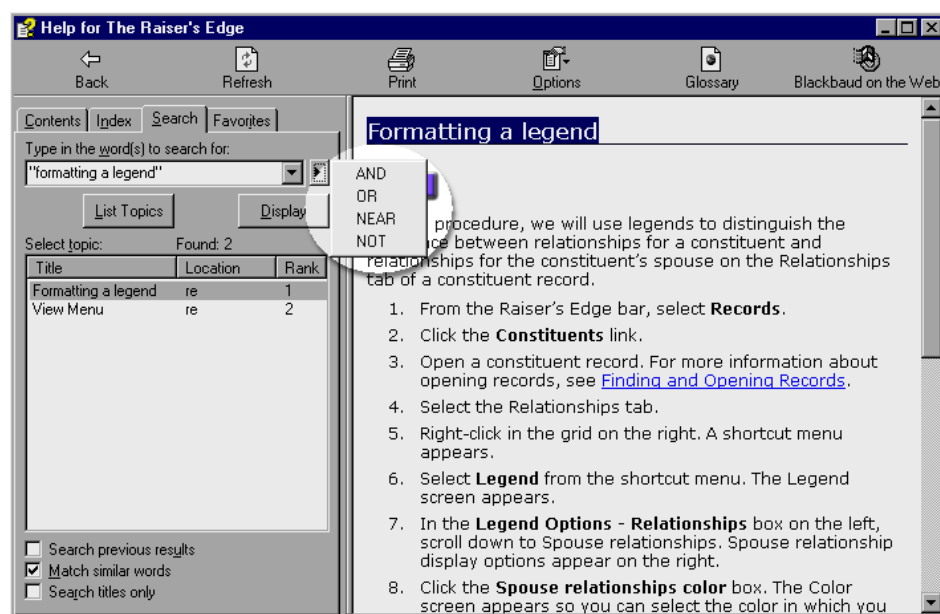 Help for The Raiser's Edge
Back Refresh Print Options Glossary Blackbaud on the Web
Contents Index Search Favorites
Type in the word(s) to search for:
"formatting a legend"
List Topics Display
Select topic: Found: 2
Title Location Rank
Formatting a legend re 1
View Menu re 2
Search previous results
Match similar words
Search titles only
AND
OR
NEAR
NOT
Formatting a legend
procedure, we will use legends to distinguish the
between relationships for a constituent and
relationships for the constituent's spouse on the Relationships
tab of a constituent record.
1. From the Raiser's Edge bar, select Records.
2. Click the Constituents link.
3. Open a constituent record. For more information about
opening records, see Finding and Opening Records.
4. Select the Relationships tab.
5. Right-click in the grid on the right. A shortcut menu
appears.
6. Select Legend from the shortcut menu. The Legend
screen appears.
7. In the Legend Options - Relationships box on the left,
scroll down to Spouse relationships. Spouse relationship
display options appear on the right.
8. Click the Spouse relationships color box. The Color
screen appears so you can select the color in which you